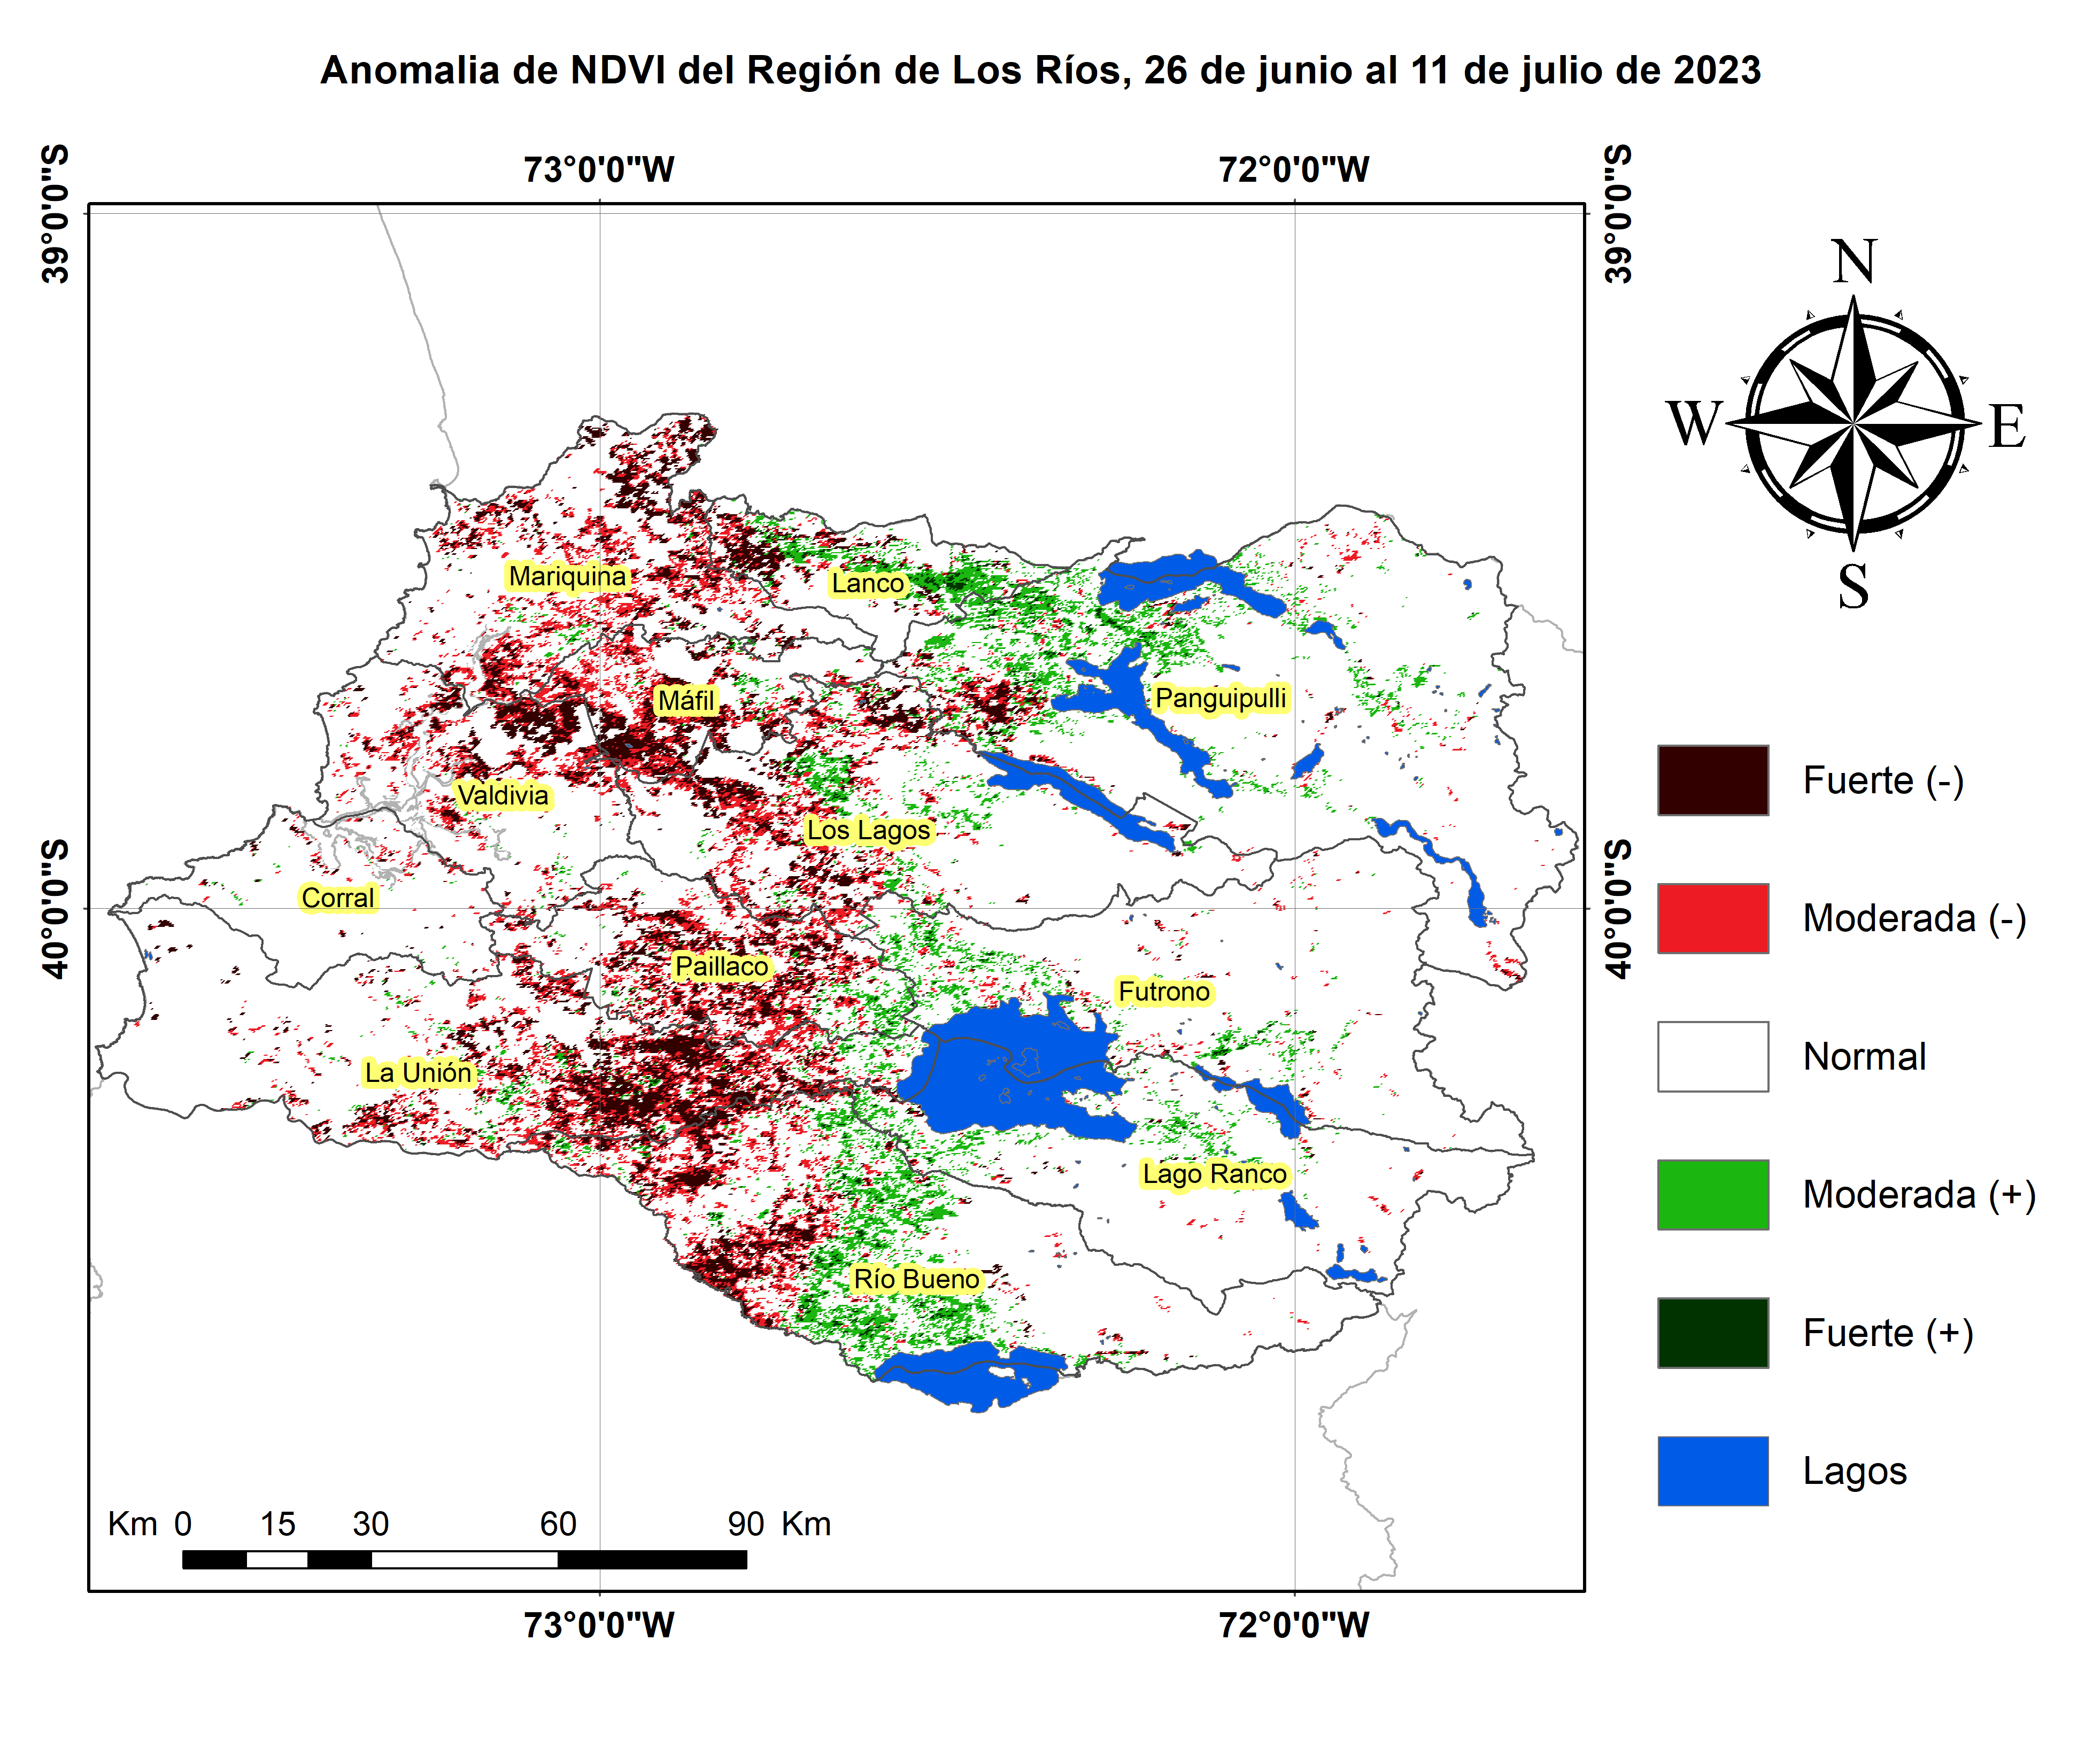 Anomalia de NDVI del Región de Los Ríos, 26 de junio al 11 de julio de 2023
73°0'0"W 72°0'0"W
39°0'0"S 39°0'0"S
N
W E
S
Mariquina
Lanco
Máfil
Panguipulli
Valdivia
Los Lagos
Corral
Paillaco
Futrono
La Unión
Lago Ranco
Río Bueno
40°0'0"S 40°0'0"S
Fuerte (-)
Moderada (-)
Normal
Moderada (+)
Fuerte (+)
Lagos
Km 0 15 30 60 90 Km
73°0'0"W 72°0'0"W